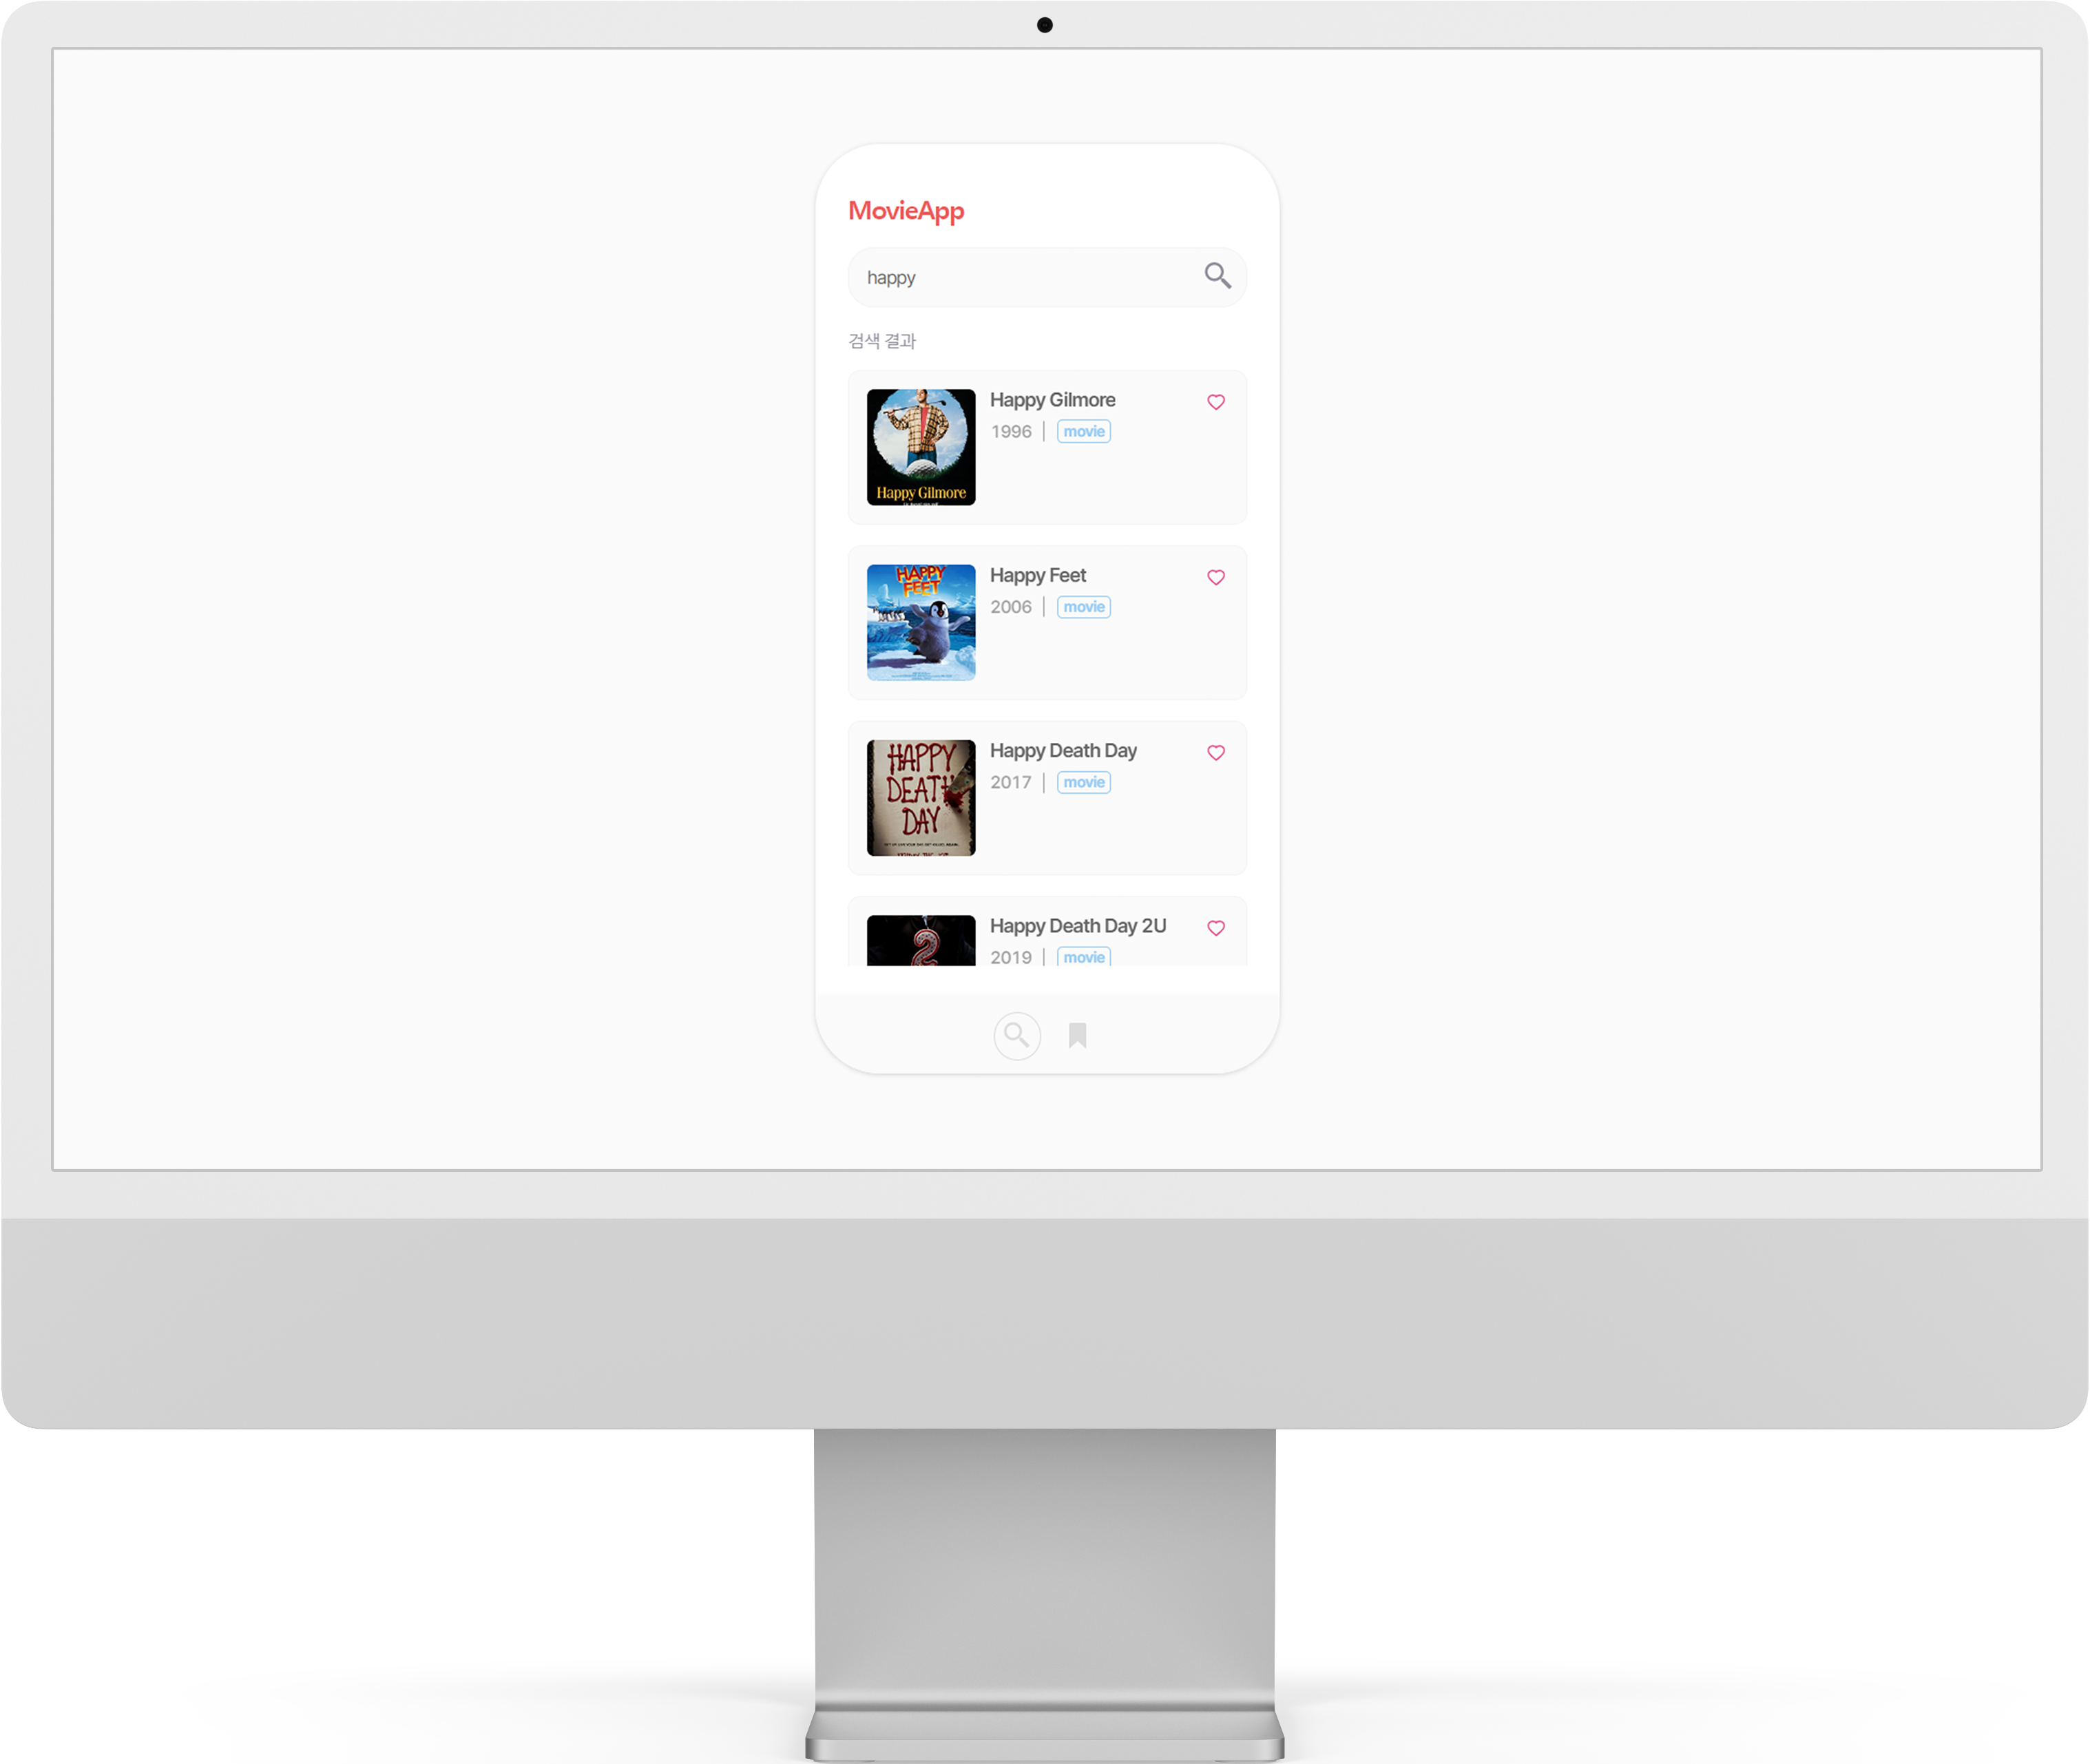 MovieApp
happy
검색 결과
Happy Gilmore
1996 | movie
Happy Gilmore
Happy Feet
2006 | movie
HAPPY
FEET
Happy Death Day
2017 | movie
HAPPY
DEATH
DAY
Happy Death Day 2U
2019 | movie
2